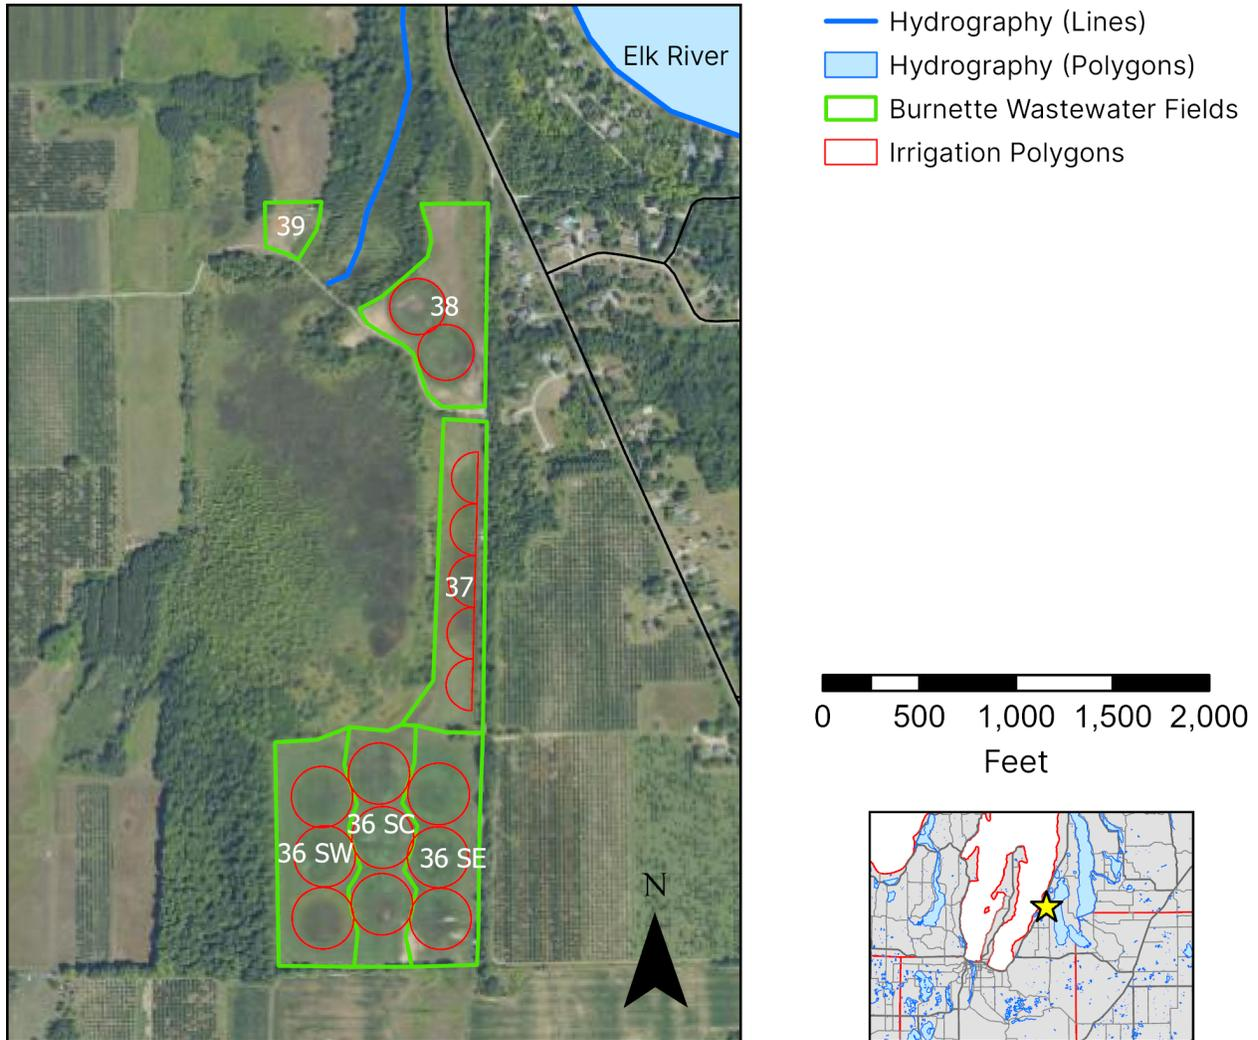 Elk River
39
38
37
36 SC
36 SW
36 SE
N
Hydrography (Lines)
Hydrography (Polygons)
Burnette Wastewater Fields
Irrigation Polygons
0 500 1,000 1,500 2,000
Feet